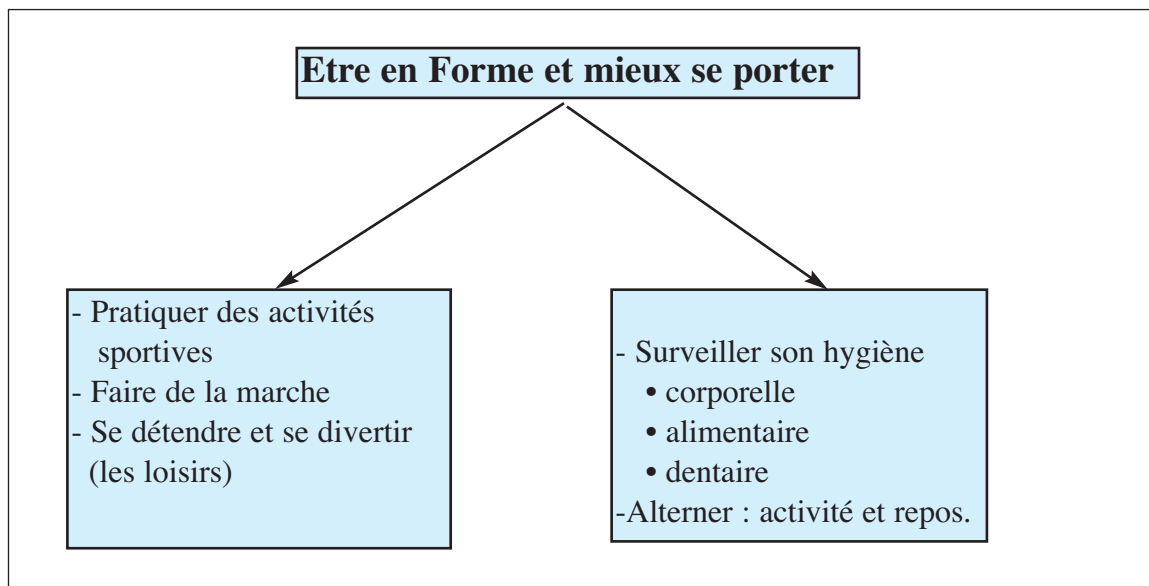 Etre en Forme et mieux se porter
- Pratiquer des activités
sportives
- Faire de la marche
- Se détendre et se divertir
(les loisirs)
- Surveiller son hygiène
• corporelle
• alimentaire
• dentaire
-Alterner : activité et repos.